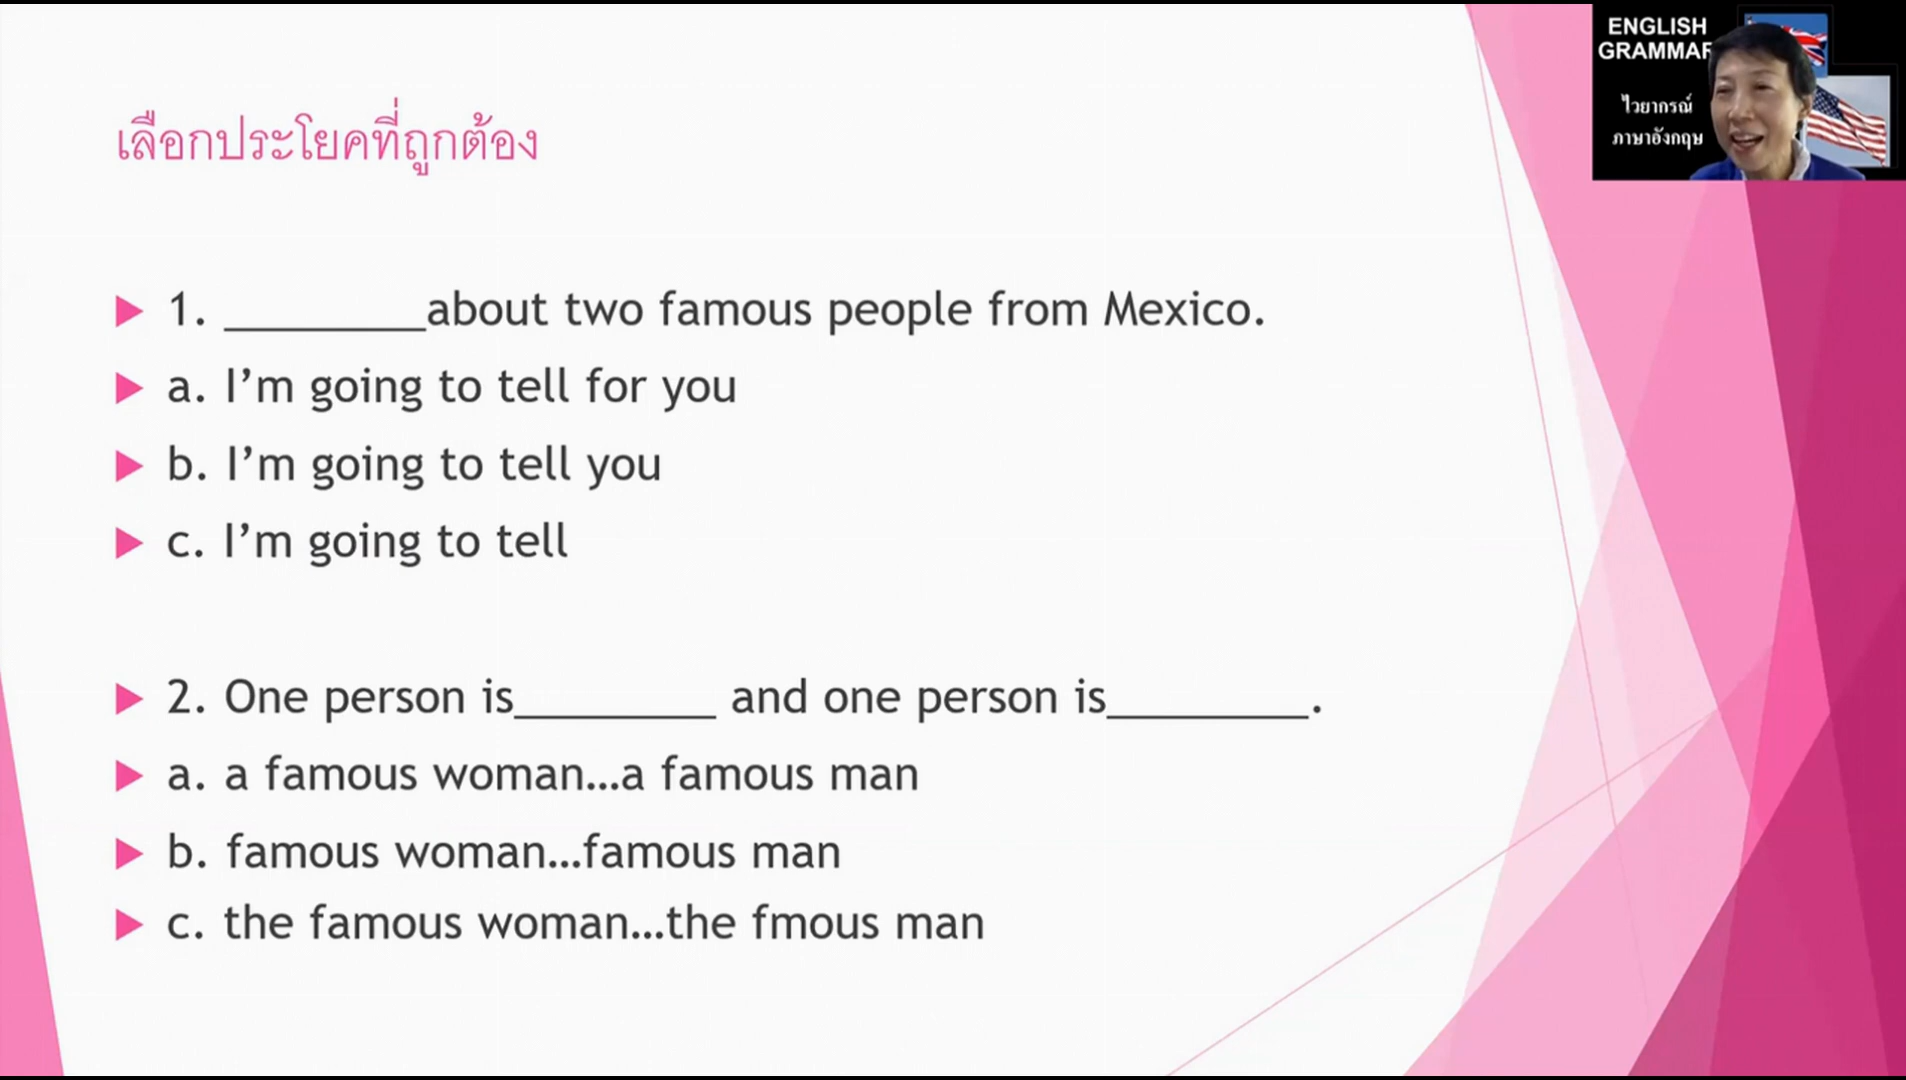 ENGLISH
GRAMMAR
ไวยากรณ์
ภาษาอังกฤษ
เลือกประโยคที่ถูกต้อง
1. ________about two famous people from Mexico.
a. I’m going to tell for you
b. I’m going to tell you
c. I’m going to tell
2. One person is________ and one person is________.
a. a famous woman…a famous man
b. famous woman…famous man
c. the famous woman…the fmous man